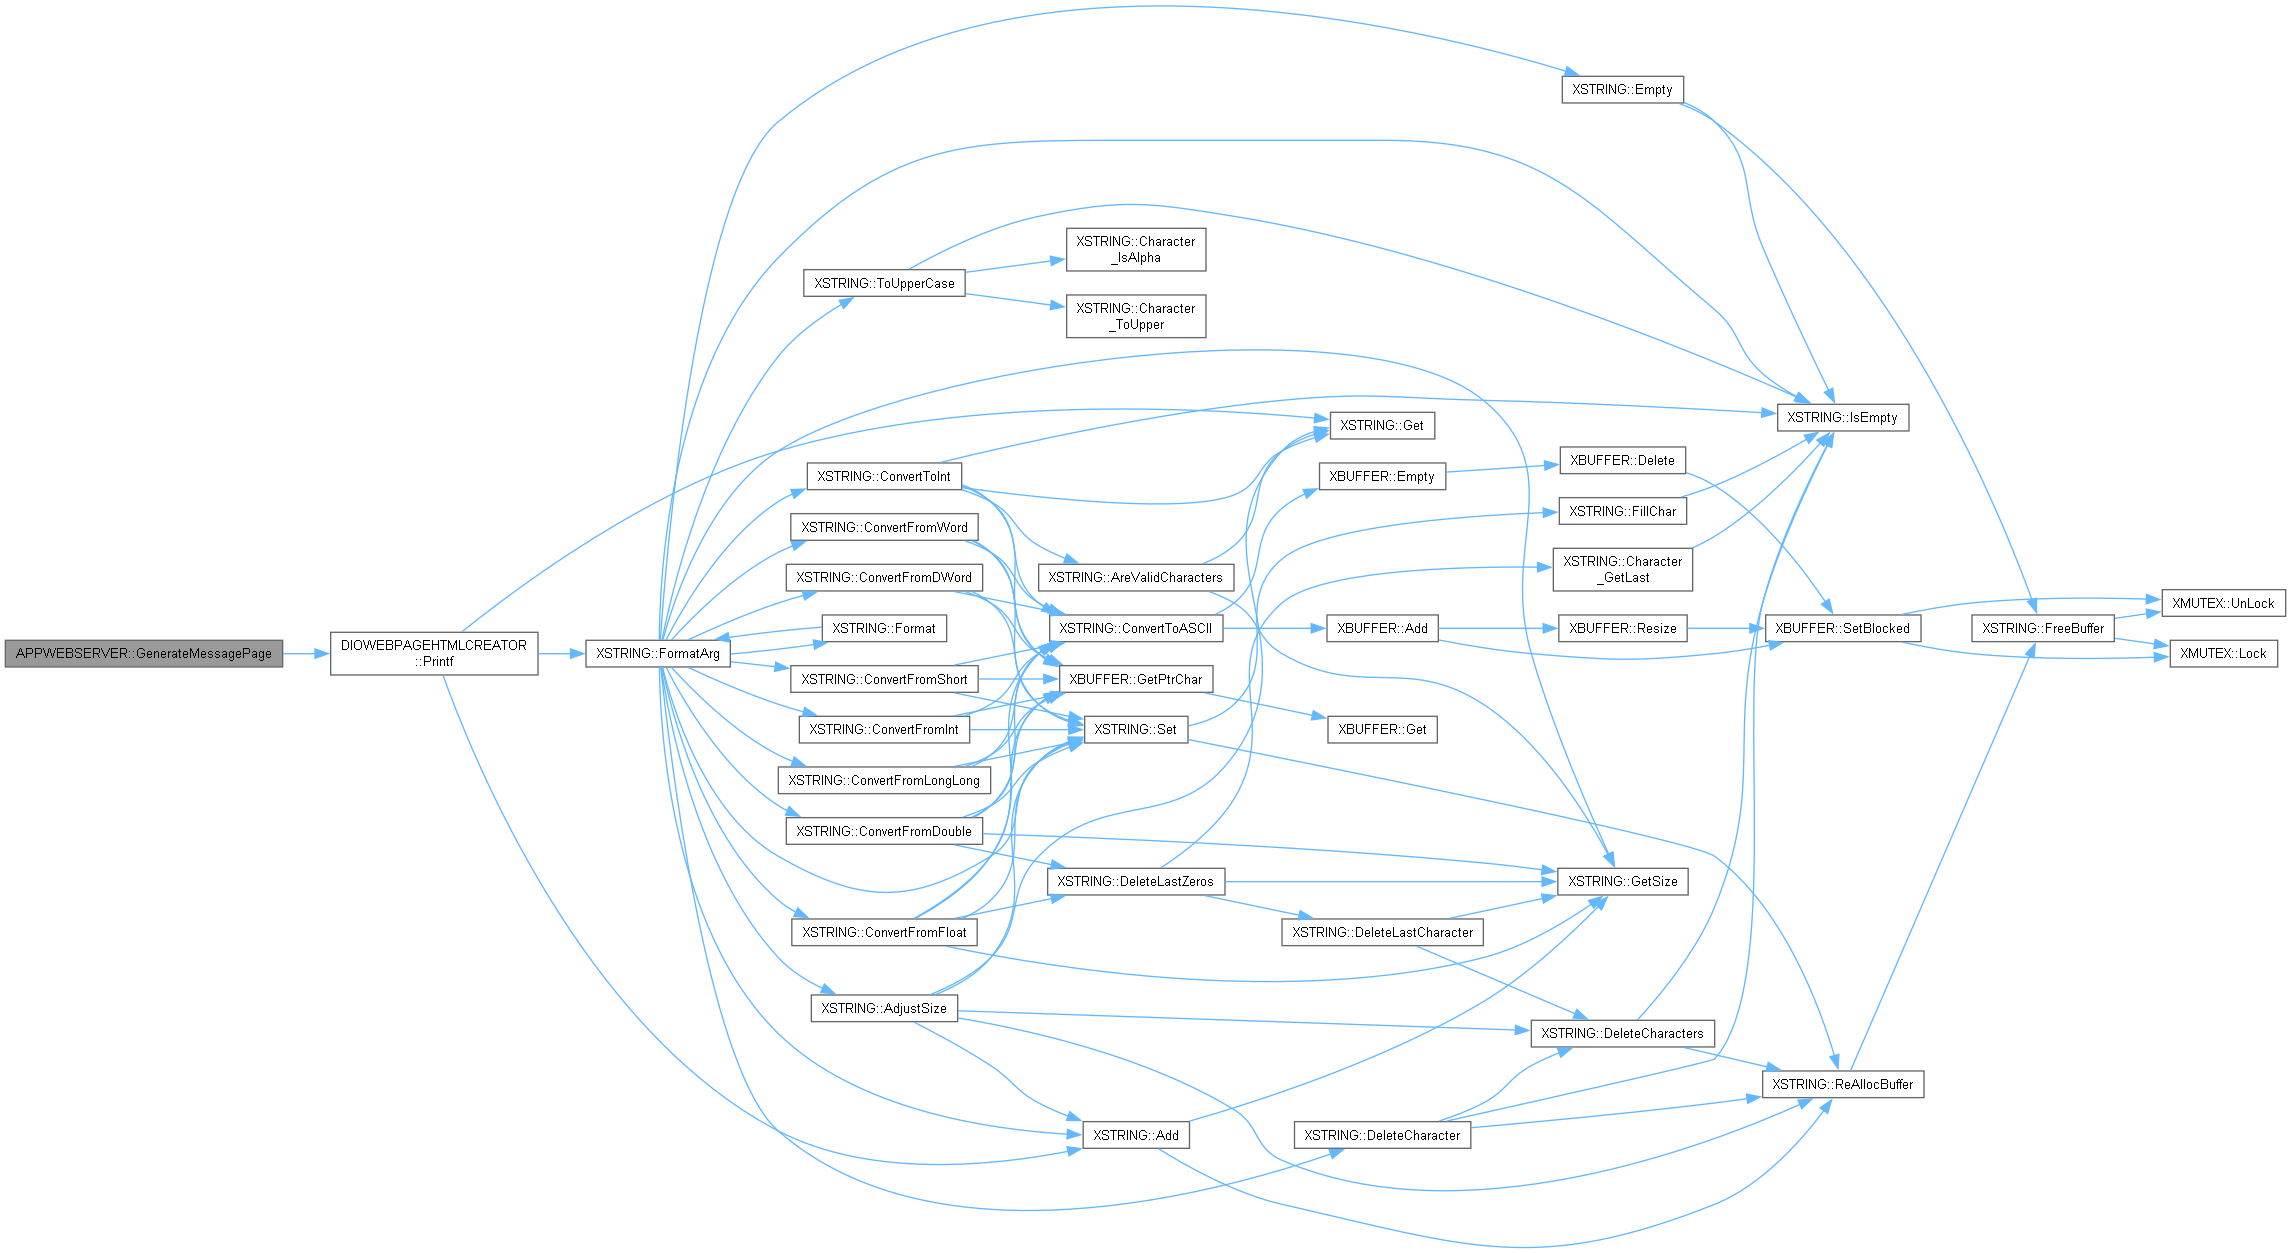 APPWEBSERVER::GenerateMessagePage
DIOWEBPAGEHTMLCREATOR
::Printf
XSTRING::FormatArg
XSTRING::ToUpperCase
XSTRING::ConvertToInt
XSTRING::ConvertFromWord
XSTRING::ConvertFromDWord
XSTRING::Format
XSTRING::ConvertFromShort
XSTRING::ConvertFromInt
XSTRING::ConvertFromLongLong
XSTRING::ConvertFromDouble
XSTRING::ConvertFromFloat
XSTRING::AdjustSize
XSTRING::Character
_IsAlpha
XSTRING::Character
_ToUpper
XSTRING::AreValidCharacters
XSTRING::ConvertToASCII
XBUFFER::GetPtrChar
XSTRING::Set
XSTRING::DeleteLastZeros
XSTRING::Add
XSTRING::Get
XBUFFER::Empty
XBUFFER::Add
XBUFFER::Get
XSTRING::DeleteLastCharacter
XSTRING::DeleteCharacter
XSTRING::Empty
XBUFFER::Delete
XSTRING::FillChar
XSTRING::Character
_GetLast
XBUFFER::Resize
XSTRING::GetSize
XSTRING::DeleteCharacters
XSTRING::IsEmpty
XBUFFER::SetBlocked
XSTRING::ReAllocBuffer
XSTRING::FreeBuffer
XMUTEX::UnLock
XMUTEX::Lock